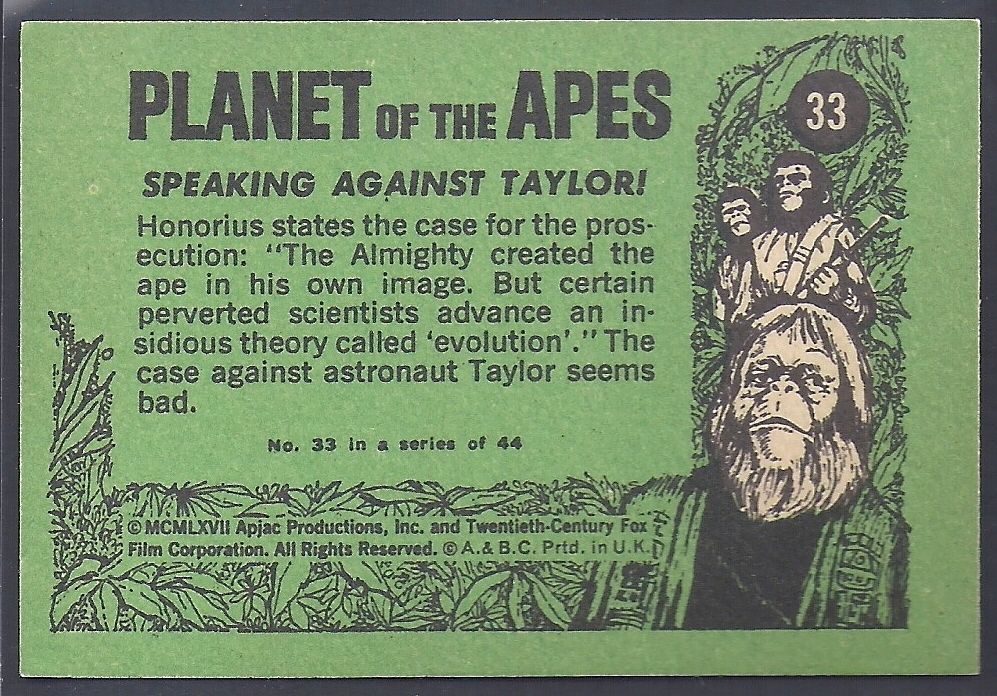 PLANET OF THE APES
33
SPEAKING AGAINST TAYLOR!
Honorius states the case for the pros-
ecution: "The Almighty created the
ape in his own image. But certain
perverted scientists advance an in-
sidious theory called 'evolution'." The
case against astronaut Taylor seems
bad.
No. 33 in a series of 44
© MCMLXVII Apjac Productions, Inc. and Twentieth-Century Fox
Film Corporation. All Rights Reserved. © A. & B.C. Prtd. in U.K.